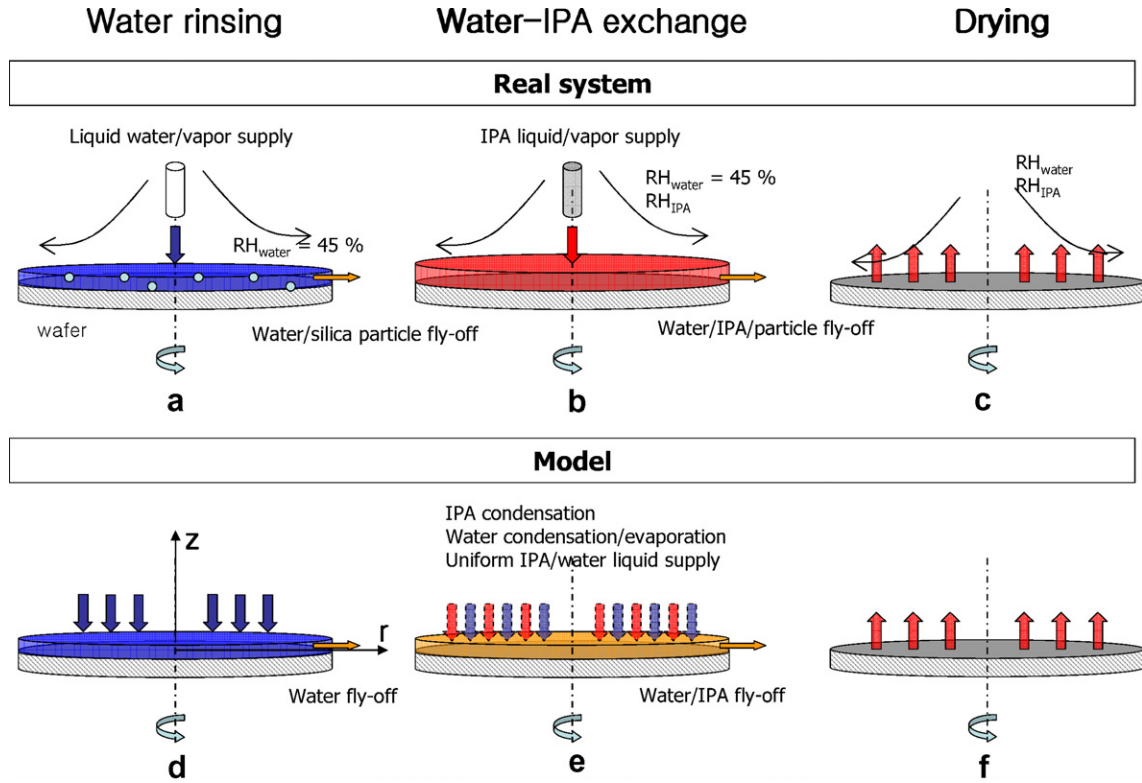 Water rinsing
Water-IPA exchange
Drying
Real system
Liquid water/vapor supply
RHwater = 45 %
wafer
Water/silica particle fly-off
a
IPA liquid/vapor supply
RHwater = 45 %
RHIPA
Water/IPA/particle fly-off
b
RHwater
RHIPA
c
Model
z
r
Water fly-off
d
IPA condensation
Water condensation/evaporation
Uniform IPA/water liquid supply
Water/IPA fly-off
e
f